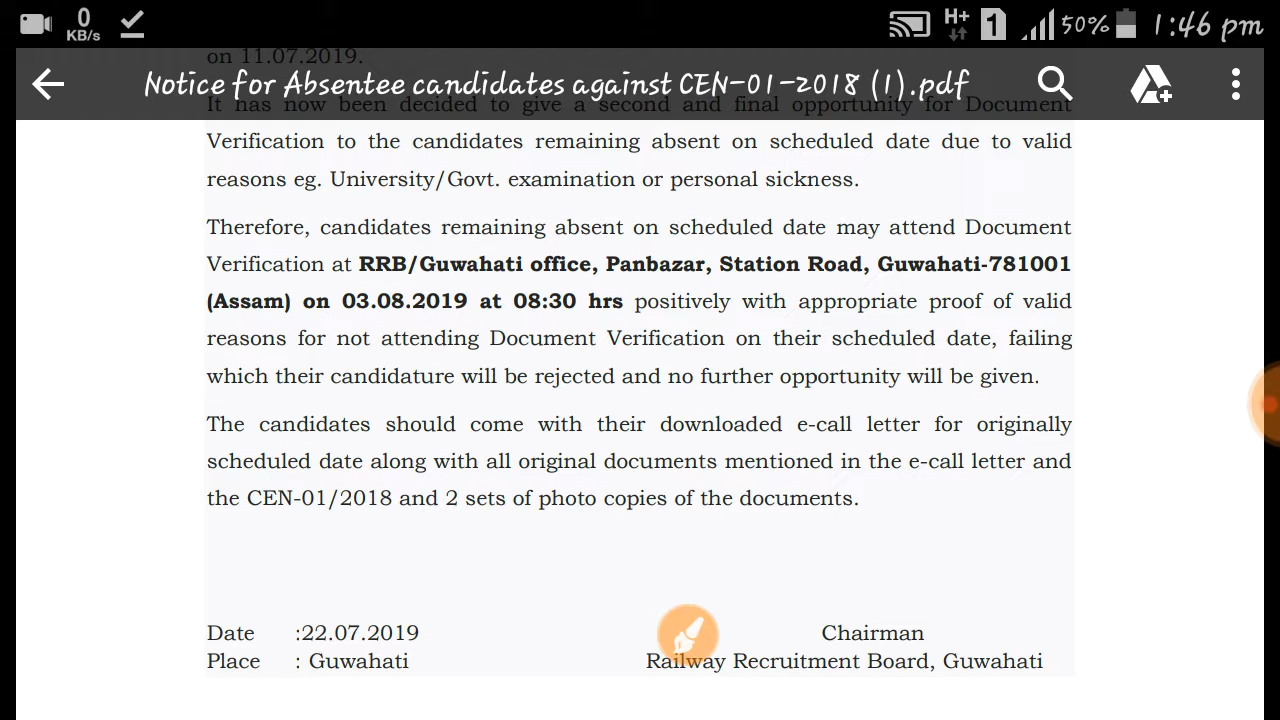 0
KB/s
H+
1
50%
1:46 pm
on 11.07.2019.
Notice for Absentee candidates against CEN-01-2018 (1).pdf
It has now been decided to give a second and final opportunity for Document
Verification to the candidates remaining absent on scheduled date due to valid
reasons eg. University/Govt. examination or personal sickness.
Therefore, candidates remaining absent on scheduled date may attend Document
Verification at RRB/Guwahati office, Panbazar, Station Road, Guwahati-781001
(Assam) on 03.08.2019 at 08:30 hrs positively with appropriate proof of valid
reasons for not attending Document Verification on their scheduled date, failing
which their candidature will be rejected and no further opportunity will be given.
The candidates should come with their downloaded e-call letter for originally
scheduled date along with all original documents mentioned in the e-call letter and
the CEN-01/2018 and 2 sets of photo copies of the documents.
Date :22.07.2019
Chairman
Place : Guwahati
Railway Recruitment Board, Guwahati